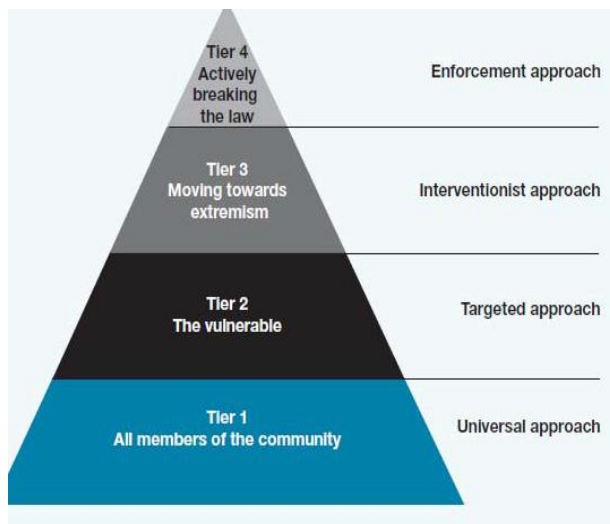 Tier 4
Actively
breaking
the law
Enforcement approach
Tier 3
Moving towards
extremism
Interventionist approach
Tier 2
The vulnerable
Targeted approach
Tier 1
All members of the community
Universal approach